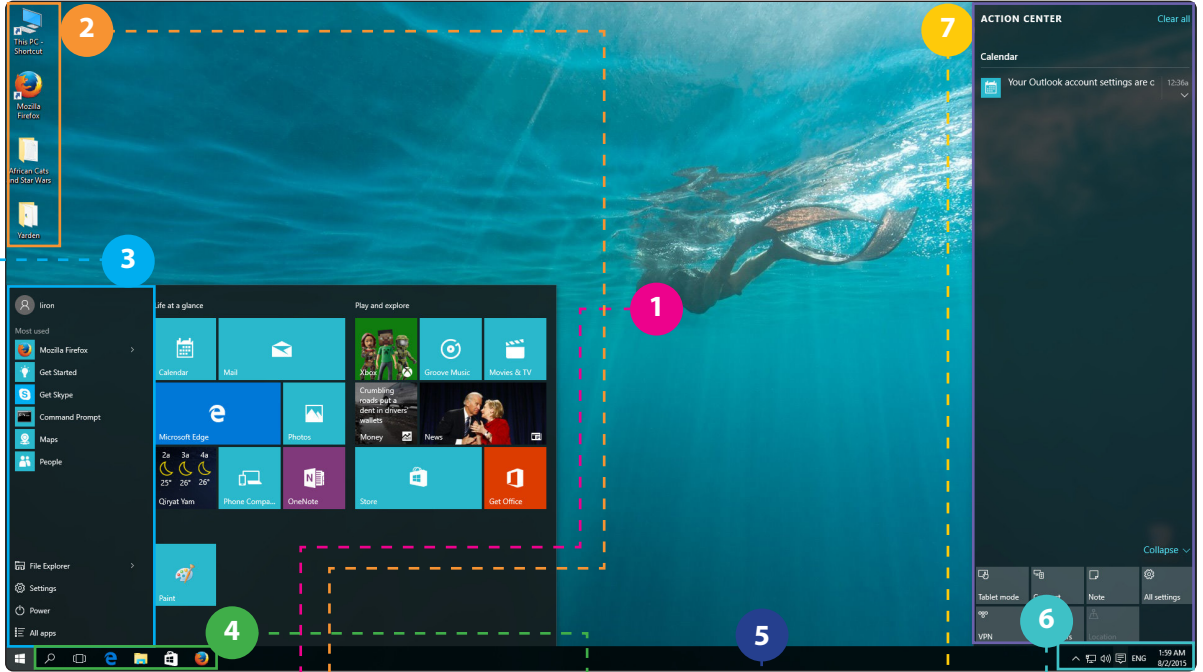 This PC -
Shortcut
Mozilla
Firefox
African Cats
nd Star Wars
Yarden
2
7
ACTION CENTER
Clear all
Calendar
Your Outlook account settings are c
12:36a
3
1
liron
Most used
Mozilla Firefox
Get Started
Get Skype
Command Prompt
Maps
People
File Explorer
Settings
Power
All apps
Life at a glance
Calendar
Mail
Microsoft Edge
Photos
2a 3a 4a
25° 26° 26°
Qiryat Yam
Phone Compa...
OneNote
Paint
Play and explore
Xbox
Groove Music
Movies & TV
Crumbling
roads put a
dent in drivers'
wallets
Money
News
Store
Get Office
Collapse
Tablet mode
Note
All settings
VPN
Location
4
5
6
ENG
1:59 AM
8/2/2015